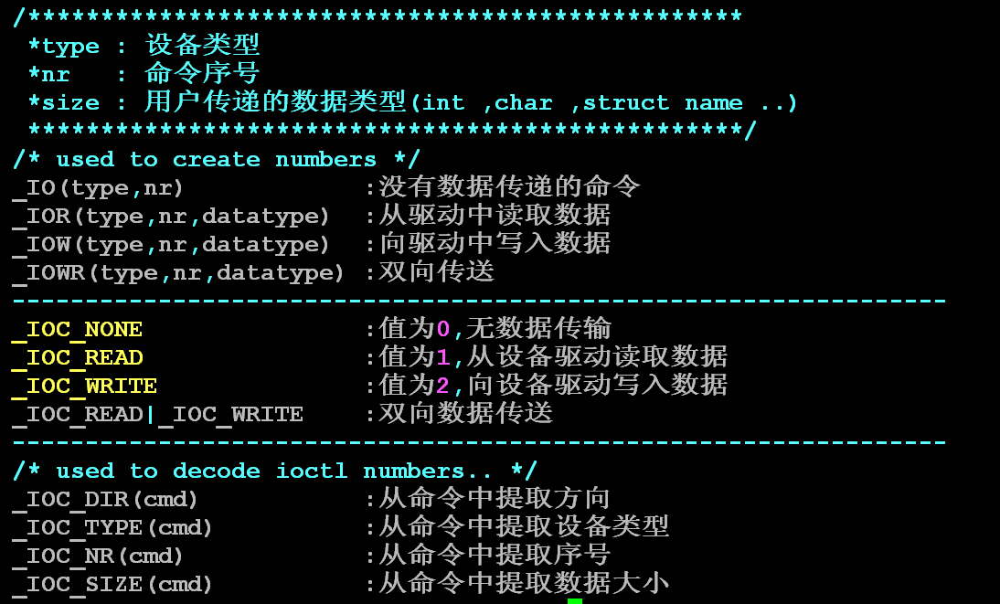 /*************************************************
*type : 设备类型
*nr   : 命令序号
*size : 用户传递的数据类型(int ,char ,struct name ..)
*************************************************/
/* used to create numbers */
_IO(type,nr)            :没有数据传递的命令
_IOR(type,nr,datatype)  :从驱动中读取数据
_IOW(type,nr,datatype)  :向驱动中写入数据
_IOWR(type,nr,datatype) :双向传送
----------------------------------------------------------------
_IOC_NONE               :值为0,无数据传输
_IOC_READ               :值为1,从设备驱动读取数据
_IOC_WRITE              :值为2,向设备驱动写入数据
_IOC_READ|_IOC_WRITE    :双向数据传送
----------------------------------------------------------------
/* used to decode ioctl numbers.. */
_IOC_DIR(cmd)           :从命令中提取方向
_IOC_TYPE(cmd)          :从命令中提取设备类型
_IOC_NR(cmd)            :从命令中提取序号
_IOC_SIZE(cmd)          :从命令中提取数据大小